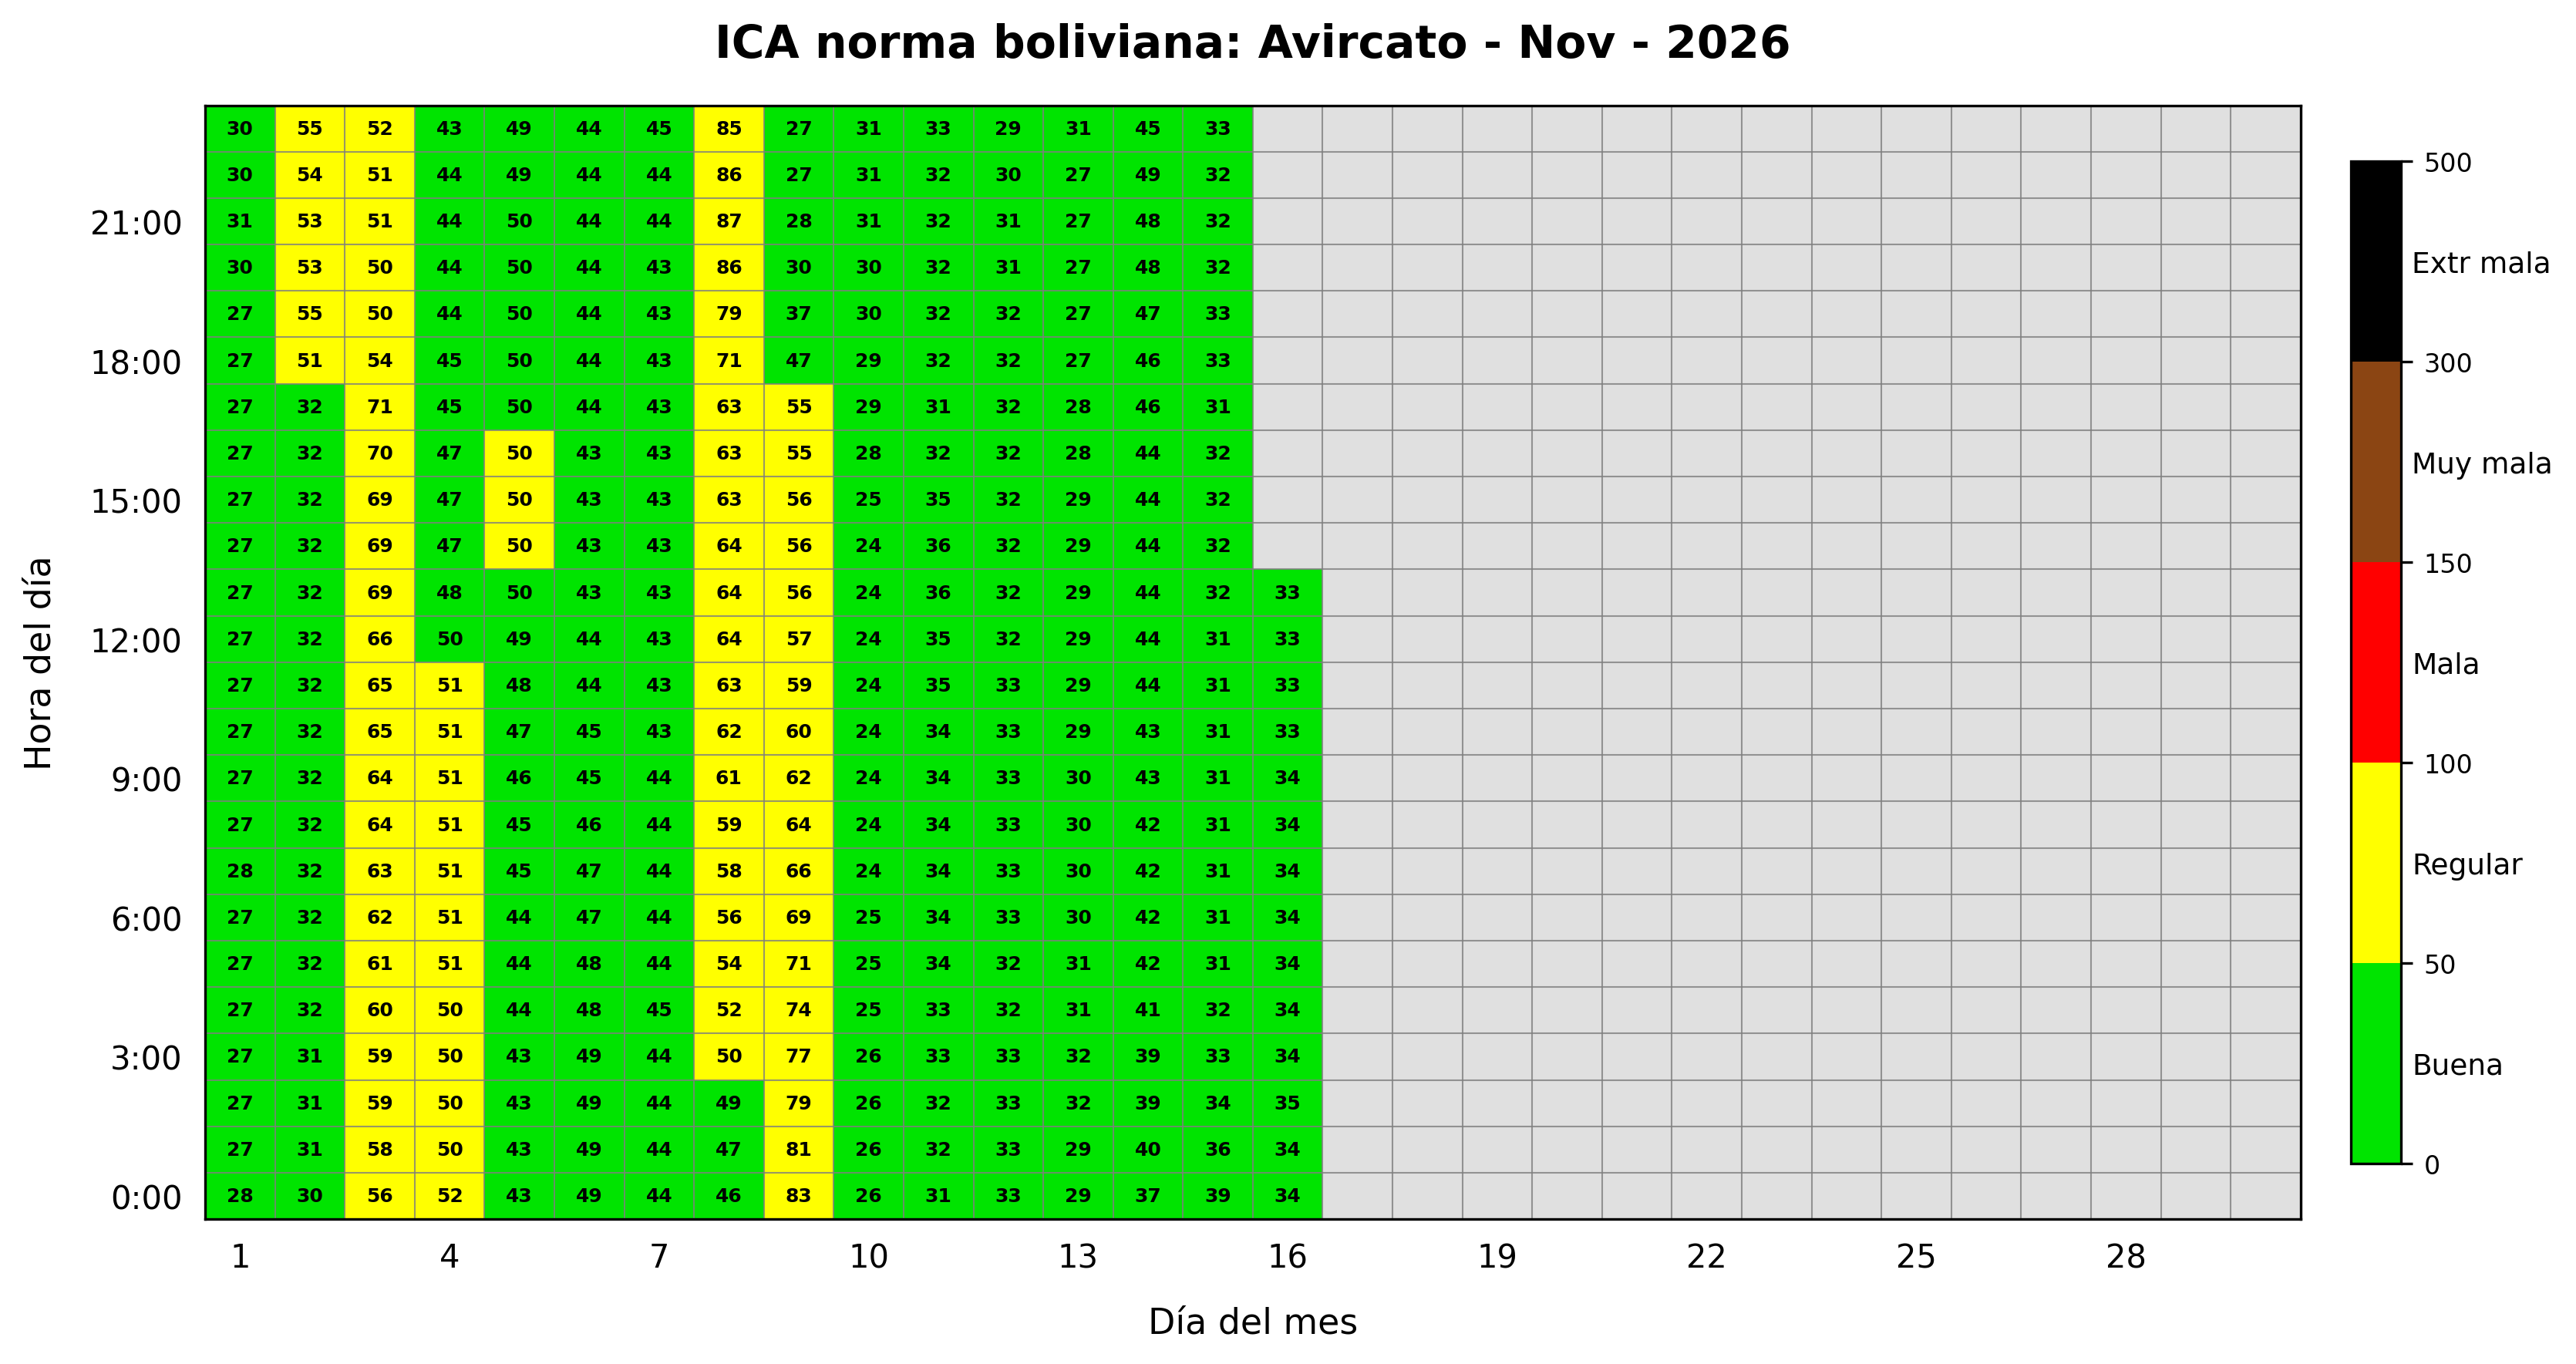 ICA norma boliviana: Avircato - Nov - 2026
30 55 52 43 49 44 45 85 27 31 33 29 31 45 33
30 54 51 44 49 44 44 86 27 31 32 30 27 49 32
21:00 31 53 51 44 50 44 44 87 28 31 32 31 27 48 32
30 53 50 44 50 44 43 86 30 30 32 31 27 48 32
27 55 50 44 50 44 43 79 37 30 32 32 27 47 33
18:00 27 51 54 45 50 44 43 71 47 29 32 32 27 46 33
27 32 71 45 50 44 43 63 55 29 31 32 28 46 31
27 32 70 47 50 43 43 63 55 28 32 32 28 44 32
15:00 27 32 69 47 50 43 43 63 56 25 35 32 29 44 32
27 32 69 47 50 43 43 64 56 24 36 32 29 44 32
27 32 69 48 50 43 43 64 56 24 36 32 29 44 32 33
12:00 27 32 66 50 49 44 43 64 57 24 35 32 29 44 31 33
27 32 65 51 48 44 43 63 59 24 35 33 29 44 31 33
27 32 65 51 47 45 43 62 60 24 34 33 29 43 31 33
9:00 27 32 64 51 46 45 44 61 62 24 34 33 30 43 31 34
27 32 64 51 45 46 44 59 64 24 34 33 30 42 31 34
28 32 63 51 45 47 44 58 66 24 34 33 30 42 31 34
6:00 27 32 62 51 44 47 44 56 69 25 34 33 30 42 31 34
27 32 61 51 44 48 44 54 71 25 34 32 31 42 31 34
27 32 60 50 44 48 45 52 74 25 33 32 31 41 32 34
3:00 27 31 59 50 43 49 44 50 77 26 33 33 32 39 33 34
27 31 59 50 43 49 44 49 79 26 32 33 32 39 34 35
27 31 58 50 43 49 44 47 81 26 32 33 29 40 36 34
0:00 28 30 56 52 43 49 44 46 83 26 31 33 29 37 39 34
1 4 7 10 13 16 19 22 25 28
Día del mes
Hora del día
500
Extr mala
300
Muy mala
150
Mala
100
Regular
50
Buena
0